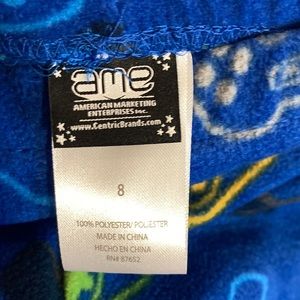 ame
AMERICAN MARKETING
ENTERPRISES Inc.
www.CentricBrands.com
8
100% POLYESTER/ POLIÉSTER
MADE IN CHINA
HECHO EN CHINA
RN# 87652